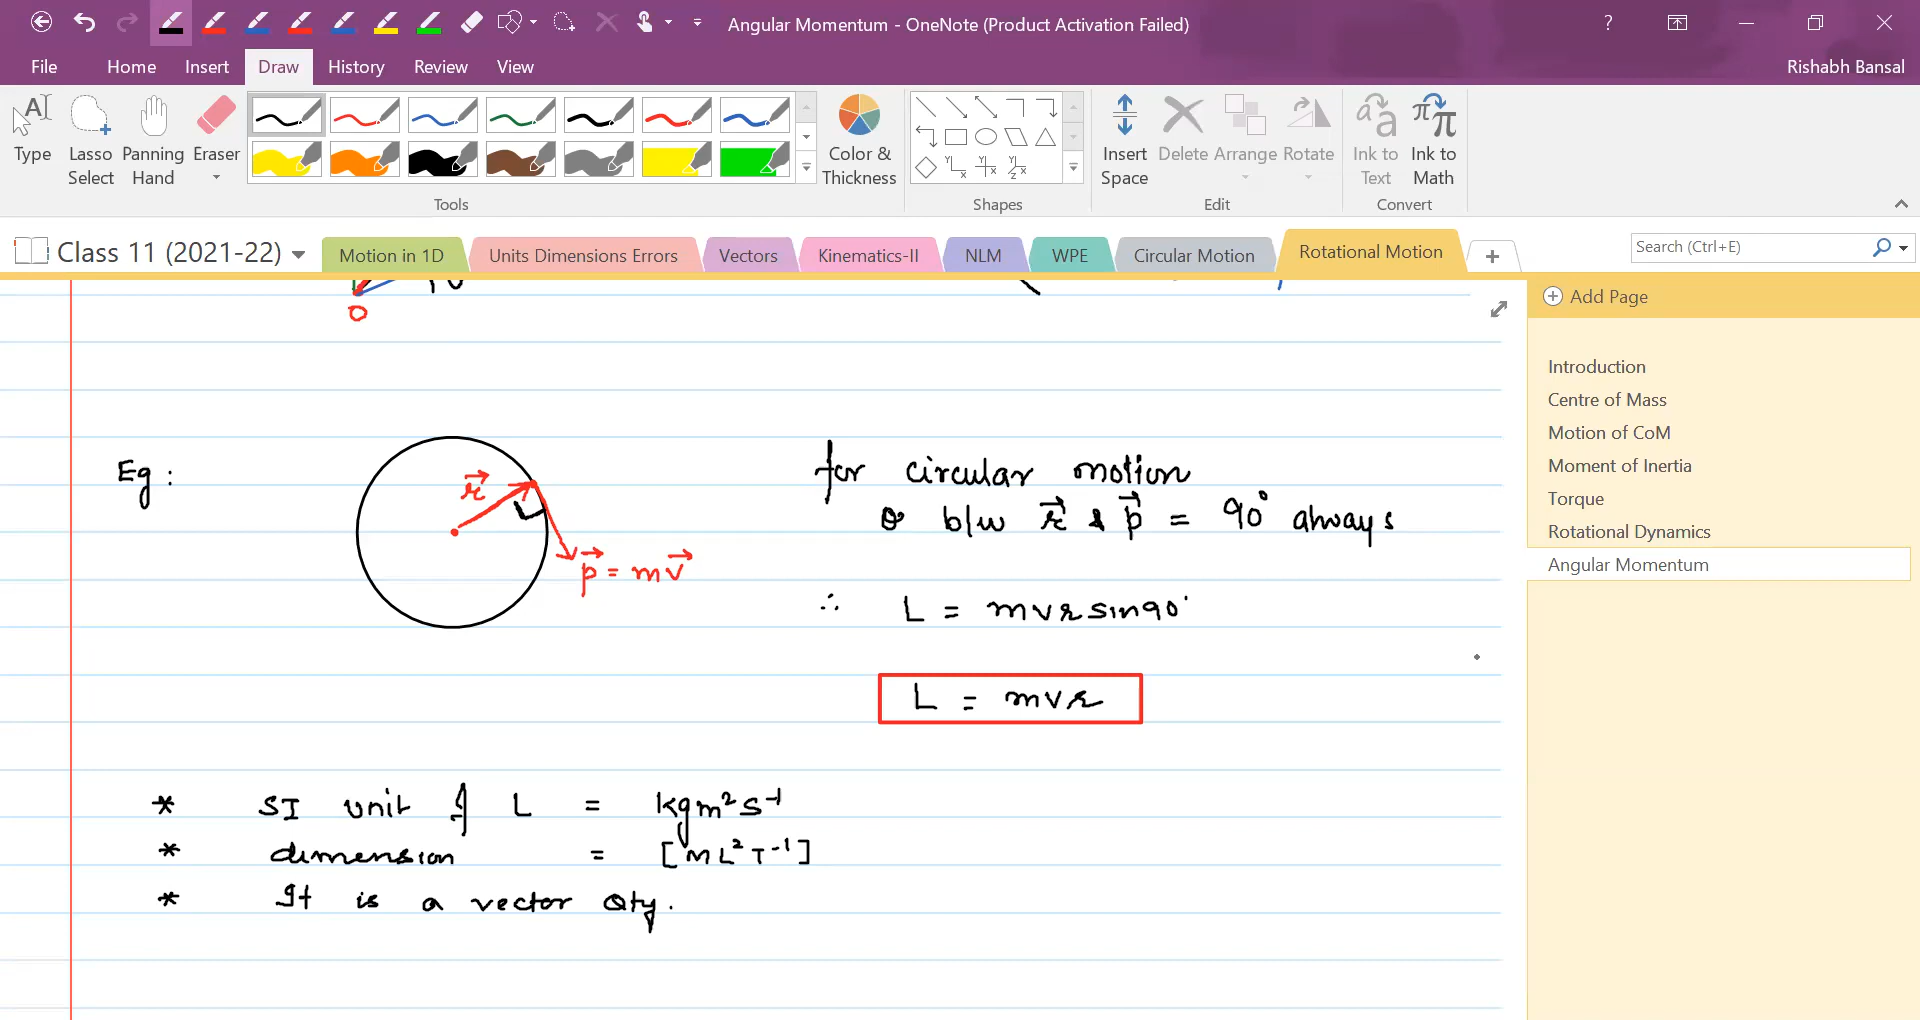 Angular Momentum - OneNote (Product Activation Failed)
?
File Home Insert Draw History Review View
Rishabh Bansal
Type
Lasso Select
Panning Hand
Eraser
Color & Thickness
Insert Space
Delete
Arrange
Rotate
Ink to Text
Ink to Math
Tools
Shapes
Edit
Convert
Class 11 (2021-22)
Motion in 1D
Units Dimensions Errors
Vectors
Kinematics-II
NLM
WPE
Circular Motion
Rotational Motion
Search (Ctrl+E)
Add Page
Introduction
Centre of Mass
Motion of CoM
Moment of Inertia
Torque
Rotational Dynamics
Angular Momentum
O
Eg:
r⃗
p⃗ = mv⃗
for circular motion
θ b/w r⃗ & p⃗ = 90° always
∴ L = mvr sin90°
L = mvr
* SI unit of L = kgm²s⁻¹
* dimension = [ML²T⁻¹]
* It is a vector Qty.